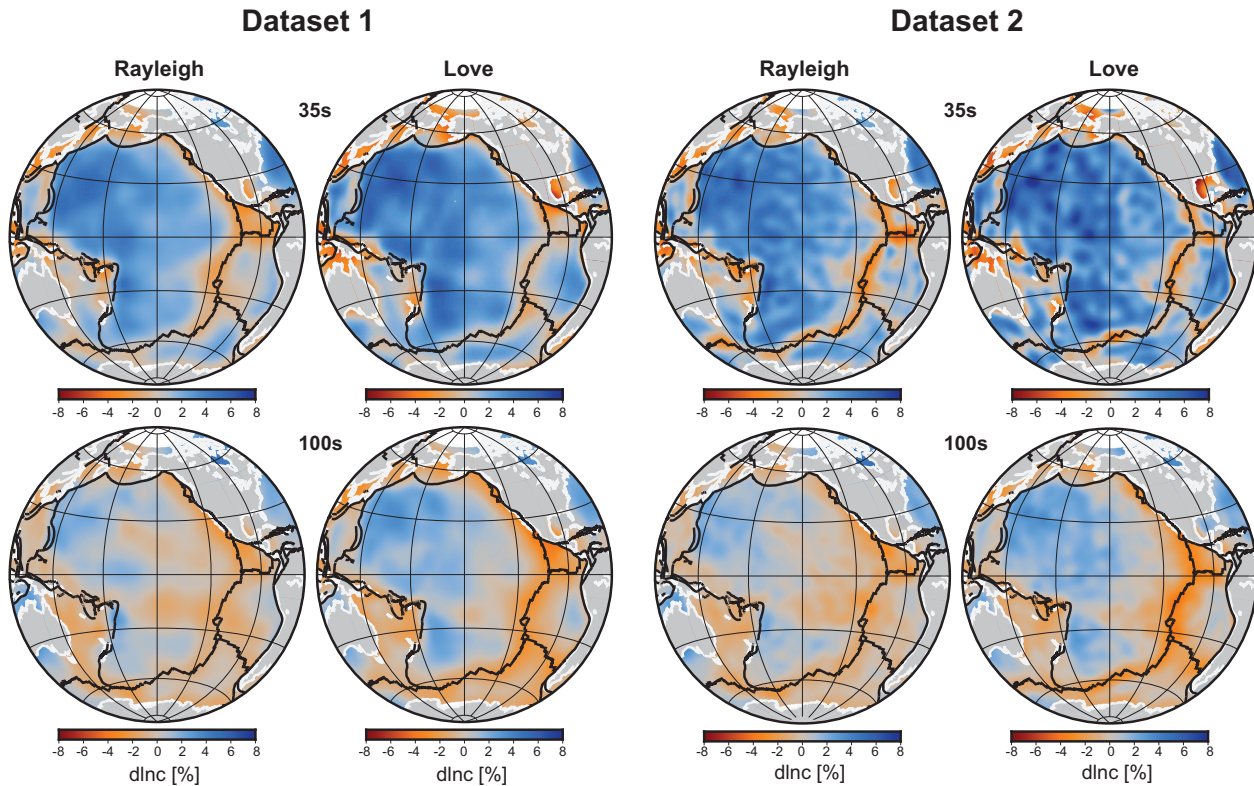 Dataset 1 Dataset 2
Rayleigh Love Rayleigh Love
35s 35s
-8 -6 -4 -2 0 2 4 6 8 -8 -6 -4 -2 0 2 4 6 8 -8 -6 -4 -2 0 2 4 6 8 -8 -6 -4 -2 0 2 4 6 8
100s 100s
-8 -6 -4 -2 0 2 4 6 8 -8 -6 -4 -2 0 2 4 6 8 -8 -6 -4 -2 0 2 4 6 8 -8 -6 -4 -2 0 2 4 6 8
dlnc [%] dlnc [%] dlnc [%] dlnc [%]